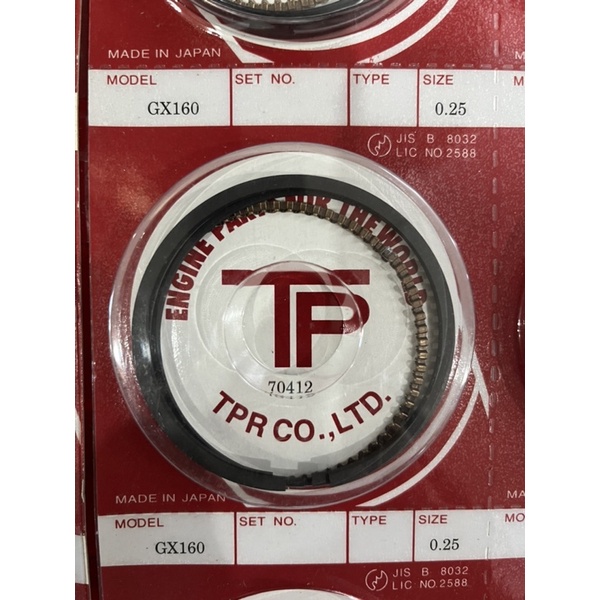 MADE IN JAPAN
MODEL SET NO. TYPE SIZE M
GX160 0.25
JIS B 8032
LIC NO.2588
ENGINE PARTS FOR THE WORLD
TP
70412
TPR CO.,LTD.
MADE IN JAPAN
MODEL SET NO. TYPE SIZE MO
GX160 0.25
JIS B 8032
LIC NO.2588